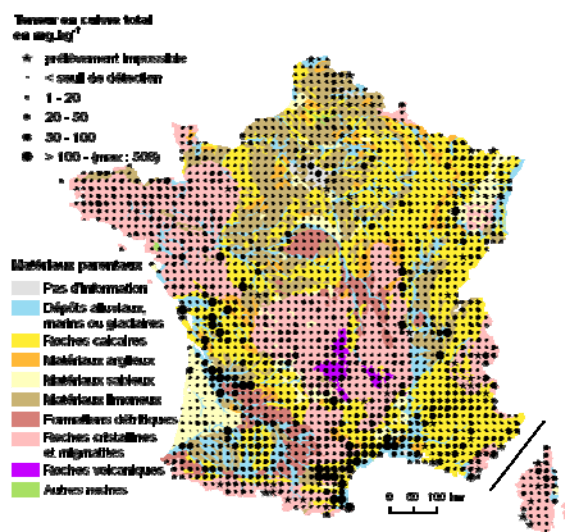 Teneur en cuivre total
en mg.kg⁻¹
prélèvement impossible
< seuil de détection
1 - 20
20 - 50
50 - 100
> 100 - (max : 508)
Matériaux parentaux
Pas d'information
Dépôts alluviaux,
marins ou glaciaires
Roches calcaires
Matériaux argileux
Matériaux sableux
Matériaux limoneux
Formations détritiques
Roches cristallines
et migmatites
Roches volcaniques
Autres roches
0 50 100 km